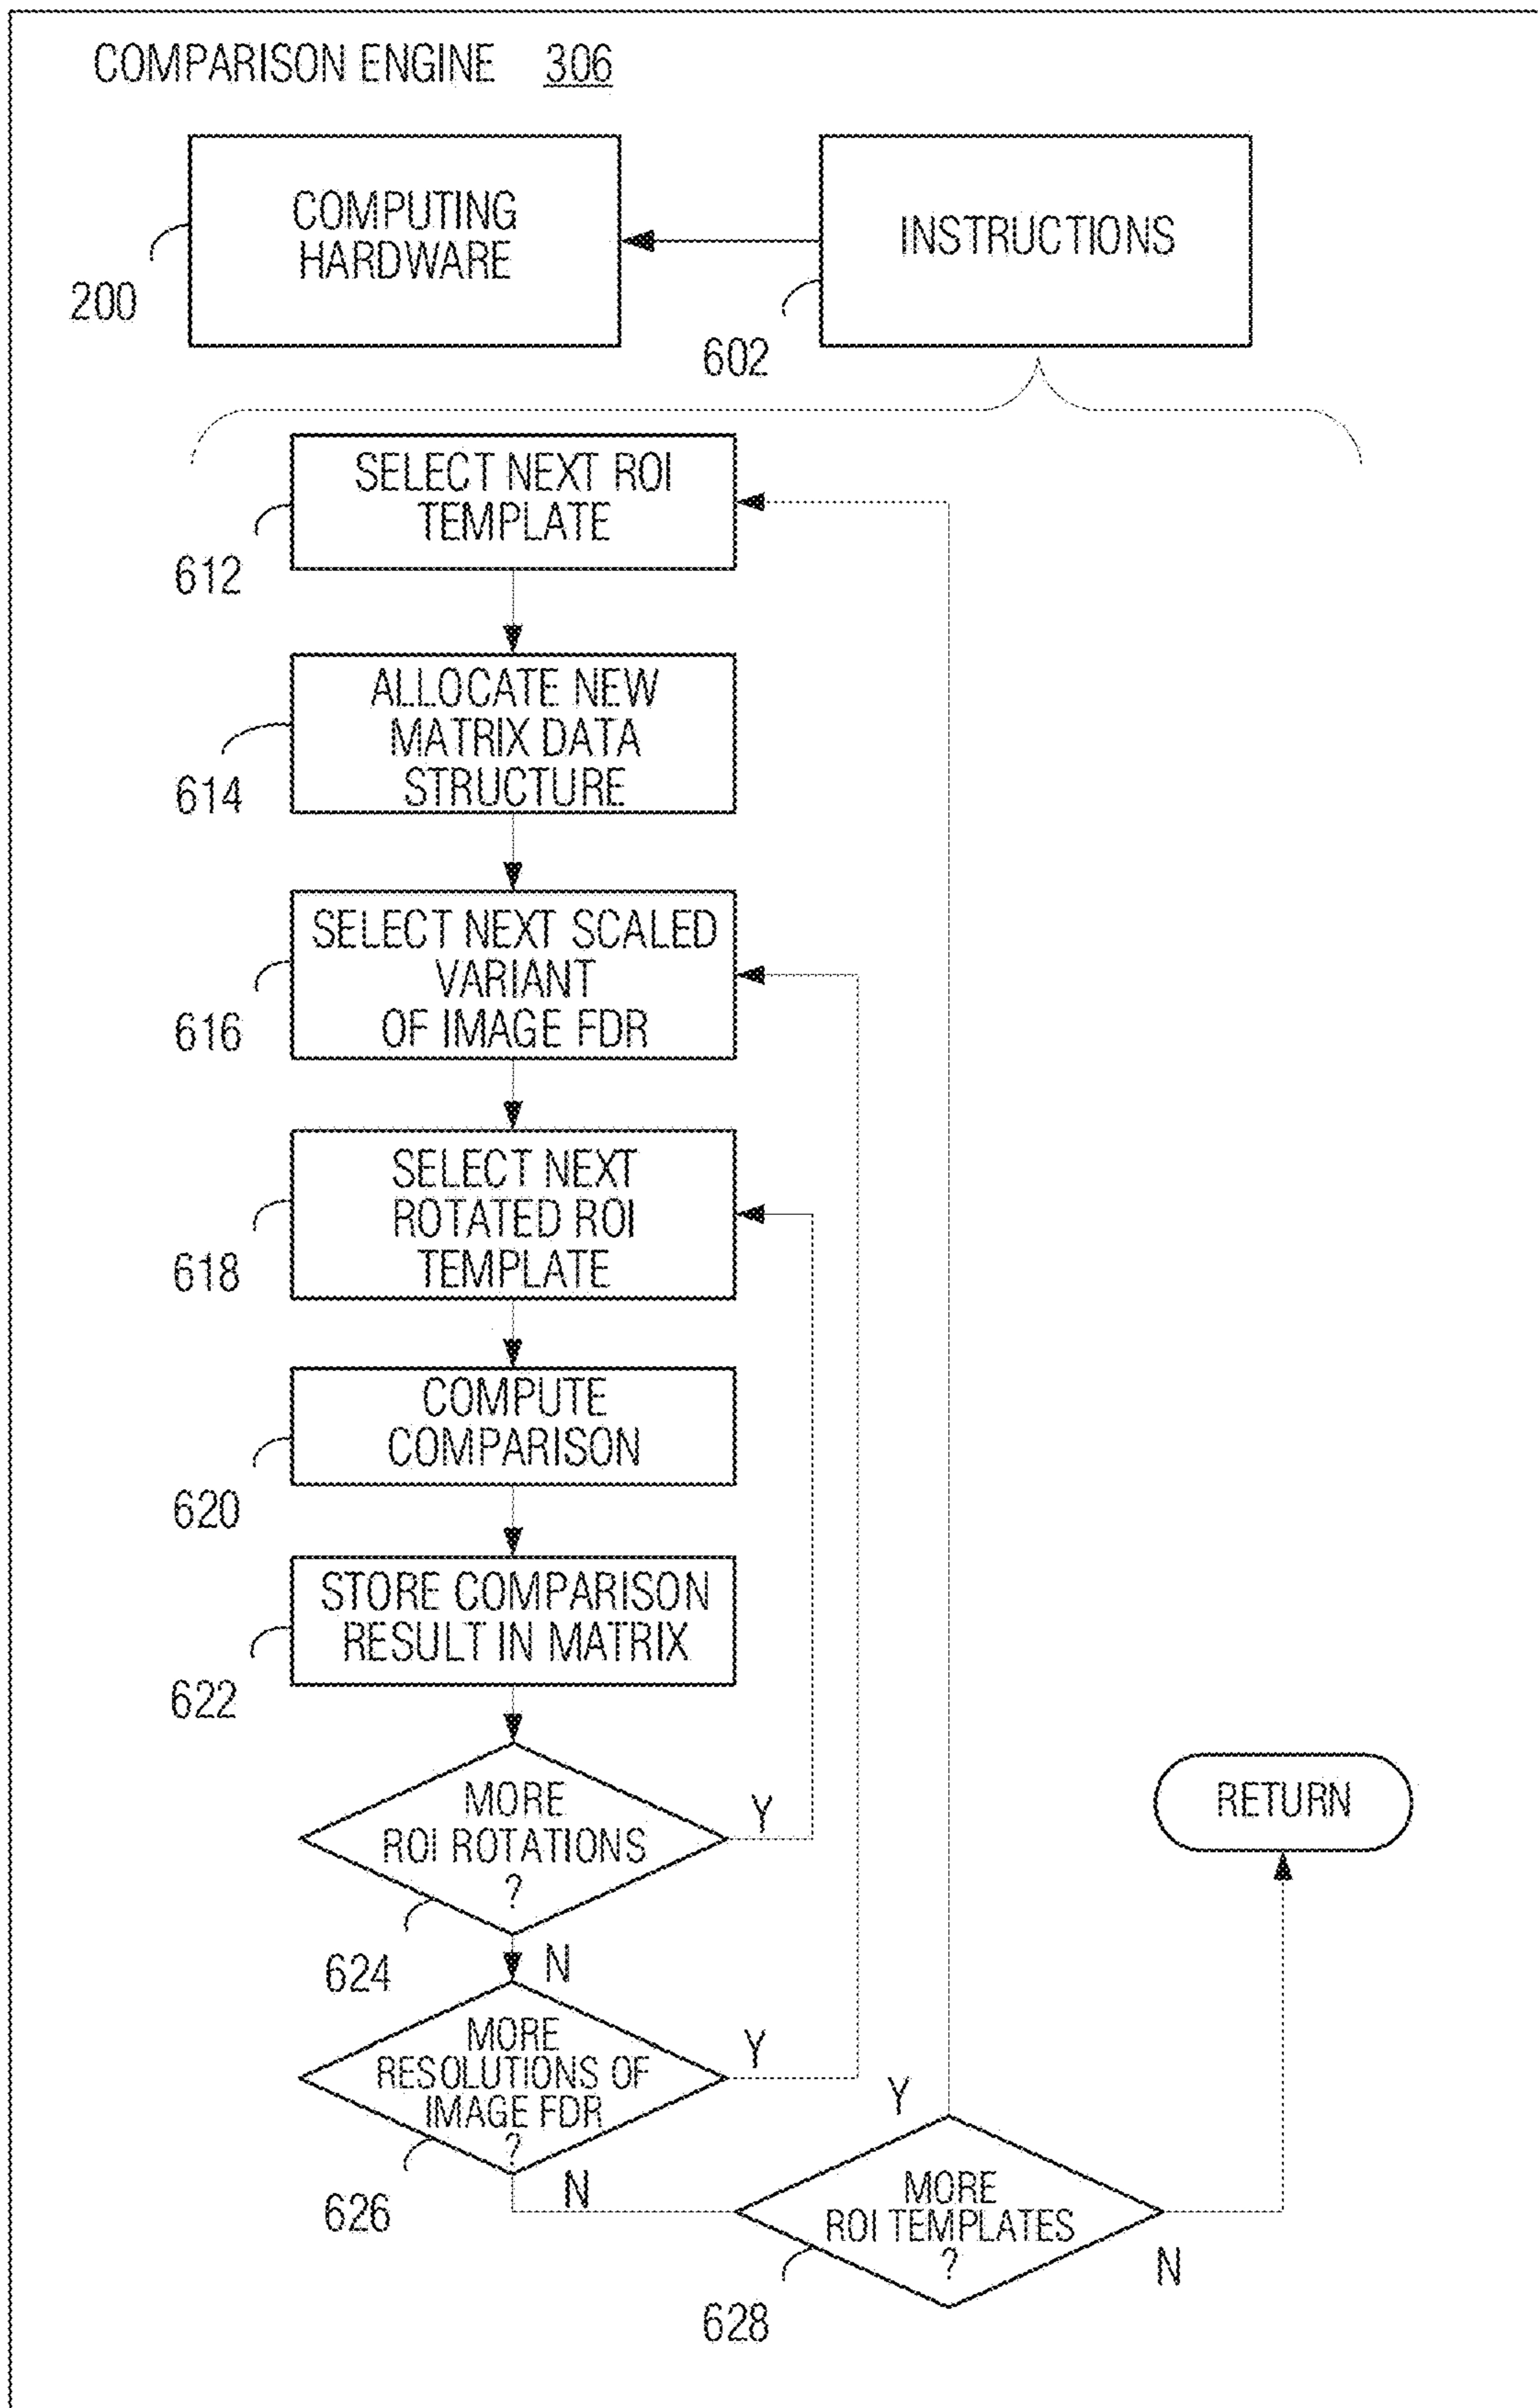 COMPARISON ENGINE 306
COMPUTING
HARDWARE
200
INSTRUCTIONS
602
SELECT NEXT ROI
TEMPLATE
612
ALLOCATE NEW
MATRIX DATA
STRUCTURE
614
SELECT NEXT SCALED
VARIANT
OF IMAGE FDR
616
SELECT NEXT
ROTATED ROI
TEMPLATE
618
COMPUTE
COMPARISON
620
STORE COMPARISON
RESULT IN MATRIX
622
MORE
ROI ROTATIONS
?
Y
624
N
MORE
RESOLUTIONS OF
IMAGE FDR
?
Y
626
N
MORE
ROI TEMPLATES
?
Y
628
N
RETURN